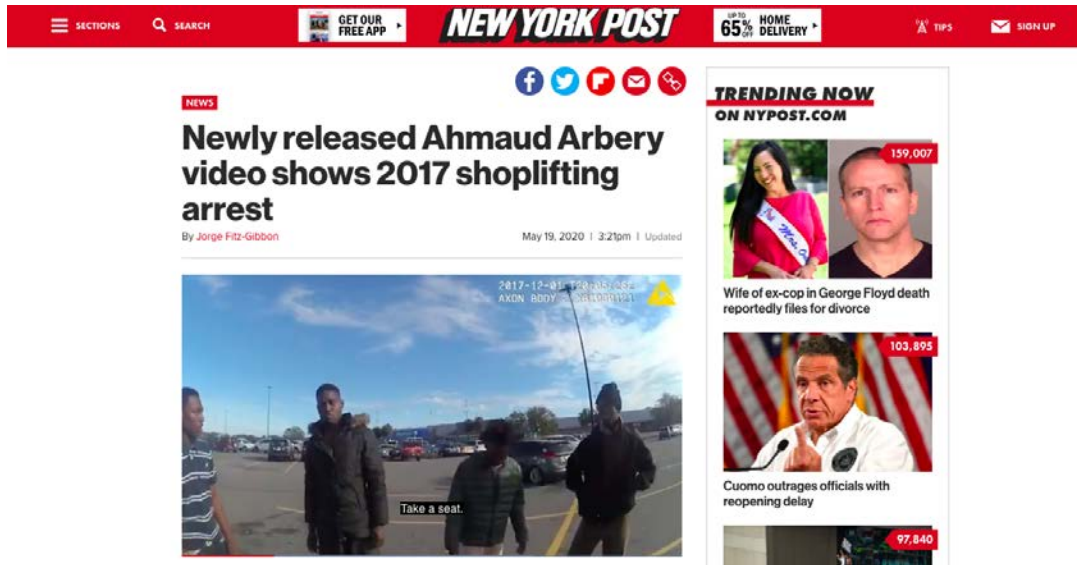 SECTIONS
SEARCH
GET OUR
FREE APP
NEW YORK POST
UP TO
65% OFF
HOME
DELIVERY
TIPS
SIGN UP
NEWS
Newly released Ahmaud Arbery
video shows 2017 shoplifting
arrest
By Jorge Fitz-Gibbon
May 19, 2020 | 3:21pm | Updated
2017-12-01
AXON BODY
Take a seat.
TRENDING NOW
ON NYPOST.COM
159,007
Wife of ex-cop in George Floyd death
reportedly files for divorce
103,895
Cuomo outrages officials with
reopening delay
97,840